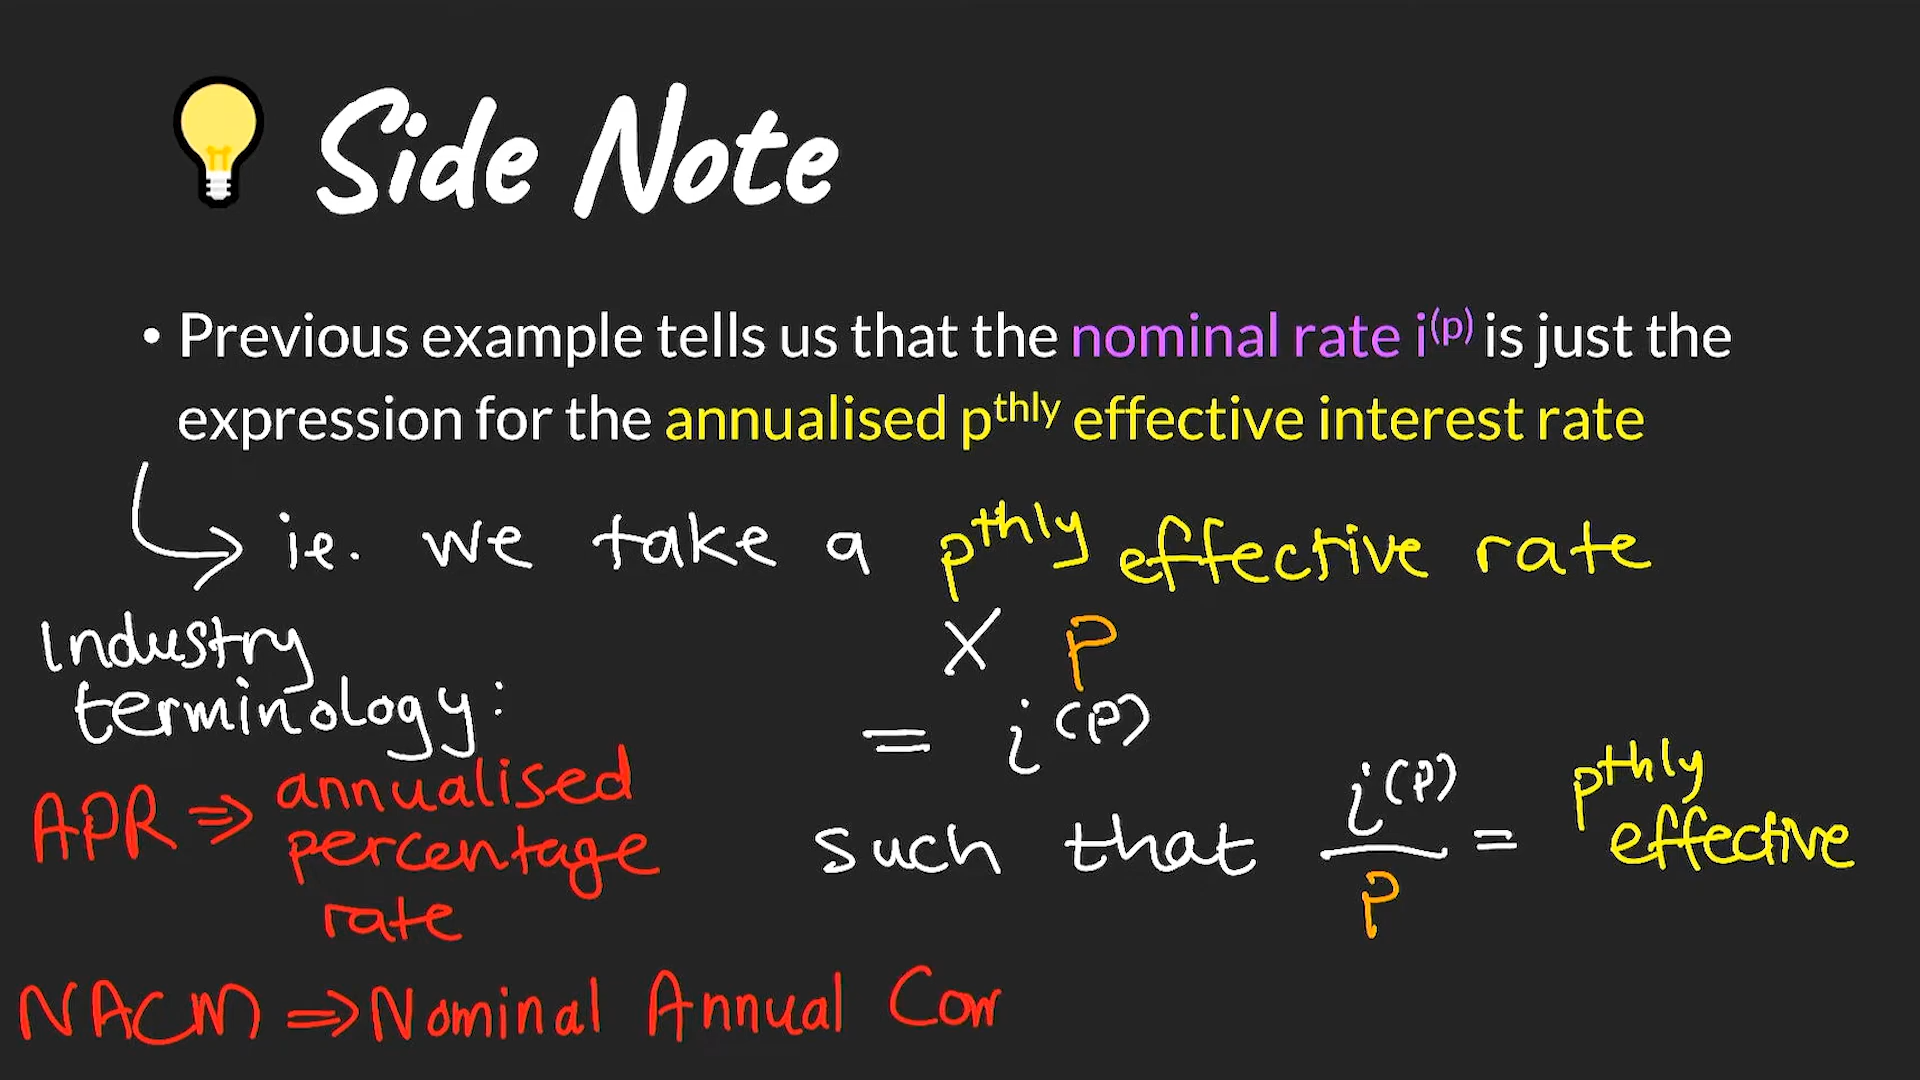 Side Note
• Previous example tells us that the nominal rate i^(p) is just the
expression for the annualised p^thly effective interest rate
ie. we take a p^thly effective rate
x p
= i^(p)
such that i^(p)/p = p^thly effective
Industry
terminology:
APR ⇒ annualised
percentage
rate
NACM ⇒ Nominal Annual Com